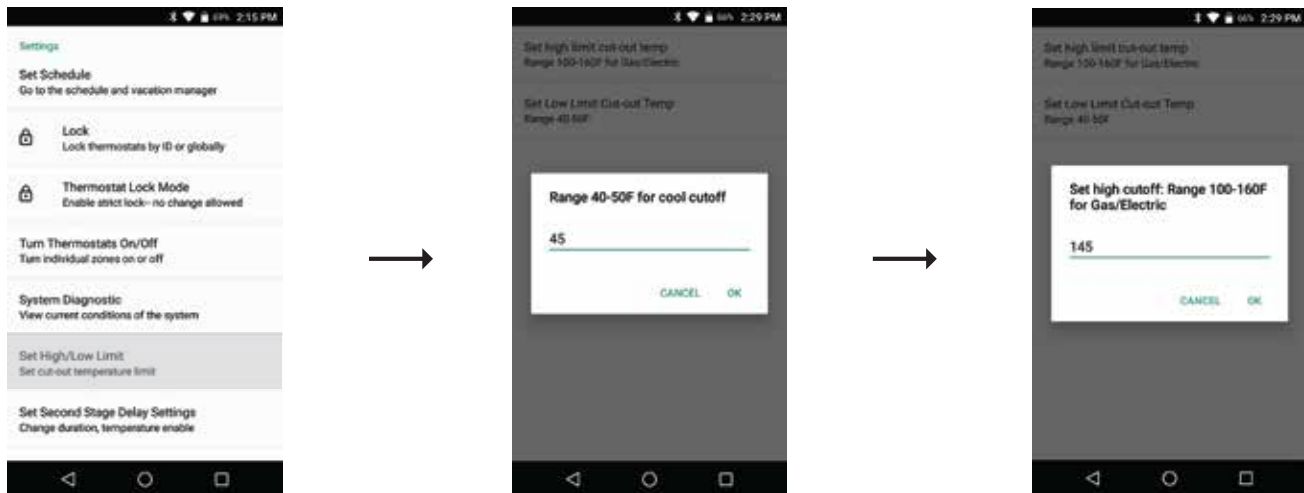 69% 2:15 PM
Settings
Set Schedule
Go to the schedule and vacation manager
Lock
Lock thermostats by ID or globally
Thermostat Lock Mode
Enable strict lock-- no change allowed
Turn Thermostats On/Off
Turn individual zones on or off
System Diagnostic
View current conditions of the system
Set High/Low Limit
Set cut-out temperature limit
Set Second Stage Delay Settings
Change duration, temperature enable
66% 2:29 PM
Set high limit cut-out temp
Range 100-160F for Gas/Electric
Set Low Limit Cut-out Temp
Range 40-50F
Range 40-50F for cool cutoff
45
CANCEL OK
66% 2:29 PM
Set high limit cut-out temp
Range 100-160F for Gas/Electric
Set Low Limit Cut-out Temp
Range 40-50F
Set high cutoff: Range 100-160F
for Gas/Electric
145
CANCEL OK